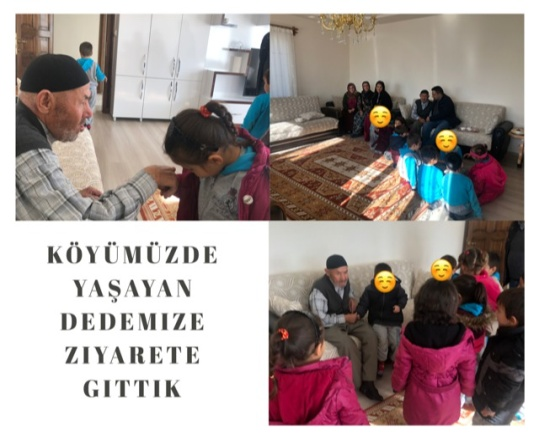 KÖYÜMÜZDE
YAŞAYAN
DEDEMIZE
ZIYARETE
GITTIK